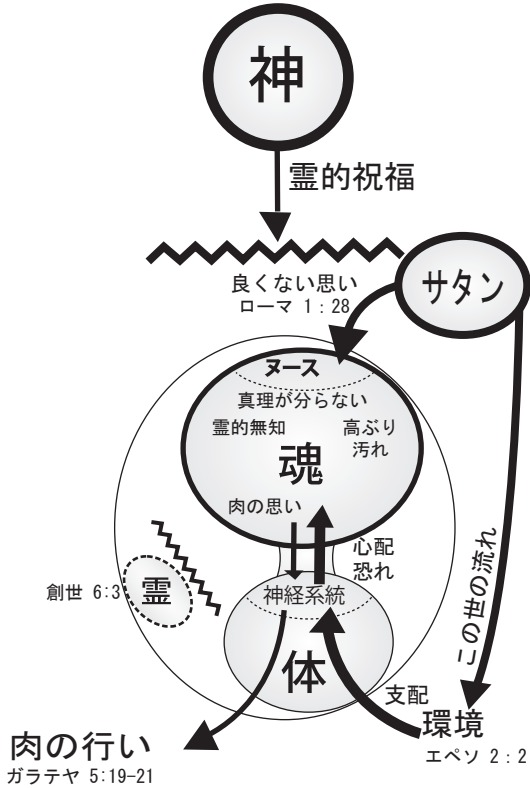 神
霊的祝福
良くない思い
ローマ 1：28
サタン
ヌース
真理が分らない
霊的無知
高ぶり
汚れ
魂
肉の思い
心配
恐れ
創世 6:3
霊
神経系統
体
この世の流れ
支配
環境
エペソ 2：2
肉の行い
ガラテヤ 5:19−21